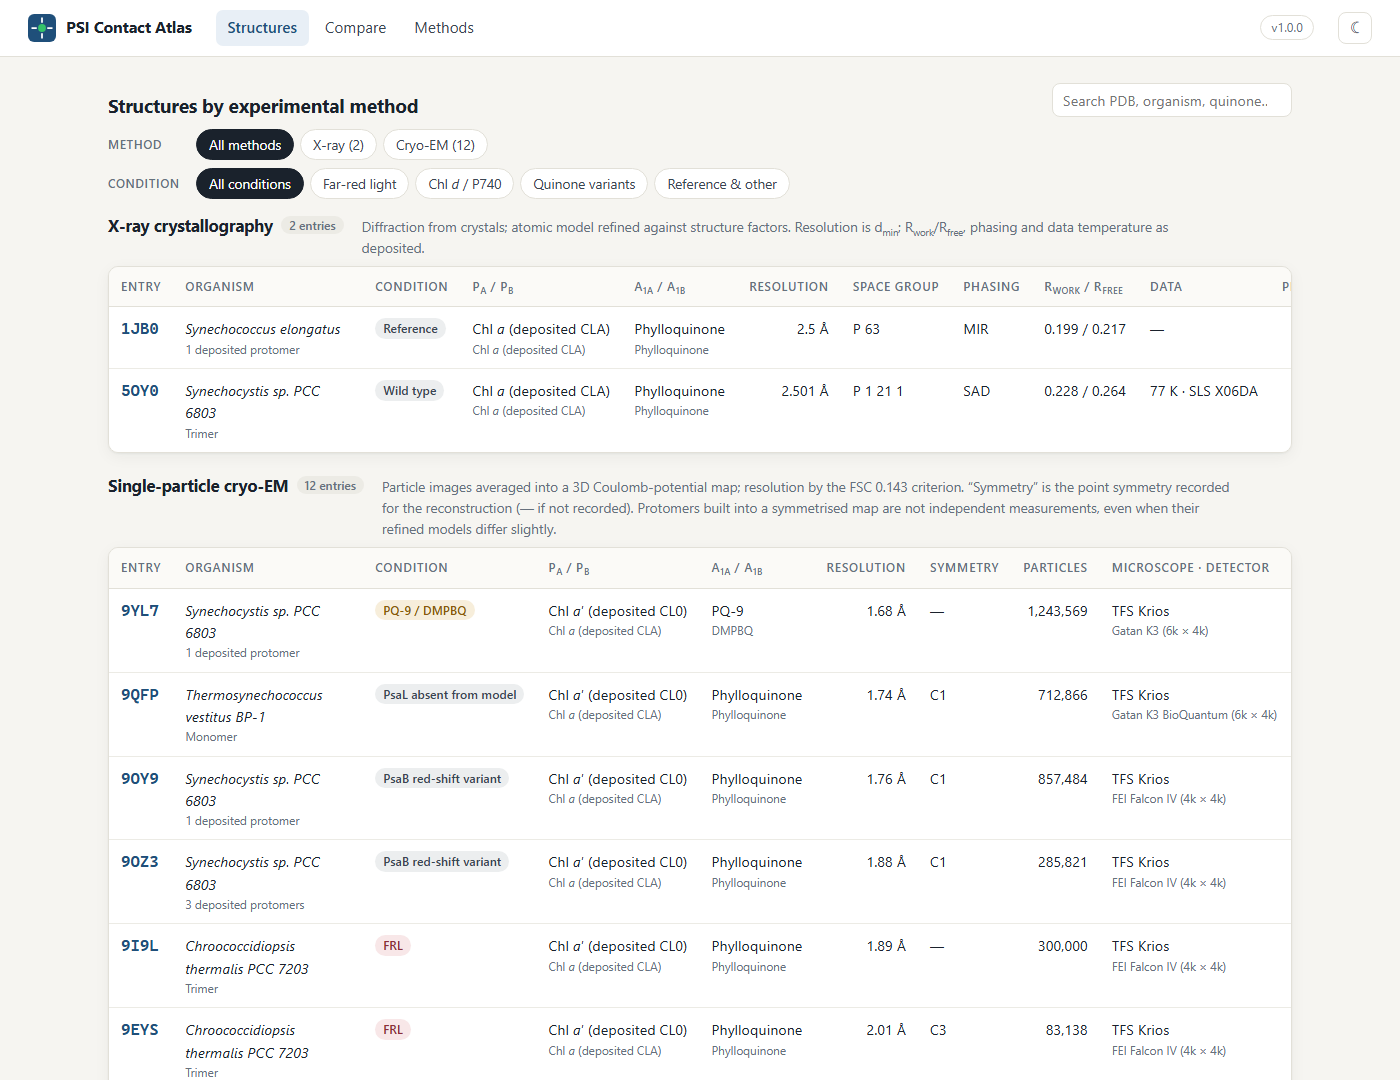 PSI Contact Atlas Structures Compare Methods v1.0.0 ☾
Structures by experimental method Search PDB, organism, quinone..
METHOD All methods X-ray (2) Cryo-EM (12)
CONDITION All conditions Far-red light Chl d / P740 Quinone variants Reference & other
X-ray crystallography 2 entries Diffraction from crystals; atomic model refined against structure factors. Resolution is dmin; Rwork/Rfree, phasing and data temperature as
deposited.
ENTRY ORGANISM CONDITION PA / PB A1A / A1B RESOLUTION SPACE GROUP PHASING RWORK / RFREE DATA
1JB0 Synechococcus elongatus Reference Chl a (deposited CLA) Phylloquinone 2.5 Å P 63 MIR 0.199 / 0.217 —
1 deposited protomer Chl a (deposited CLA) Phylloquinone
5OY0 Synechocystis sp. PCC Wild type Chl a (deposited CLA) Phylloquinone 2.501 Å P 1 21 1 SAD 0.228 / 0.264 77 K · SLS X06DA
6803 Chl a (deposited CLA) Phylloquinone
Trimer
Single-particle cryo-EM 12 entries Particle images averaged into a 3D Coulomb-potential map; resolution by the FSC 0.143 criterion. “Symmetry” is the point symmetry recorded
for the reconstruction (— if not recorded). Protomers built into a symmetrised map are not independent measurements, even when their
refined models differ slightly.
ENTRY ORGANISM CONDITION PA / PB A1A / A1B RESOLUTION SYMMETRY PARTICLES MICROSCOPE · DETECTOR
9YL7 Synechocystis sp. PCC PQ-9 / DMPBQ Chl a′ (deposited CL0) PQ-9 1.68 Å — 1,243,569 TFS Krios
6803 Chl a (deposited CLA) DMPBQ Gatan K3 (6k × 4k)
1 deposited protomer
9QFP Thermosynechococcus PsaL absent from model Chl a′ (deposited CL0) Phylloquinone 1.74 Å C1 712,866 TFS Krios
vestitus BP-1 Chl a (deposited CLA) Phylloquinone Gatan K3 BioQuantum (6k × 4k)
Monomer
9OY9 Synechocystis sp. PCC PsaB red-shift variant Chl a′ (deposited CL0) Phylloquinone 1.76 Å C1 857,484 TFS Krios
6803 Chl a (deposited CLA) Phylloquinone FEI Falcon IV (4k × 4k)
1 deposited protomer
9OZ3 Synechocystis sp. PCC PsaB red-shift variant Chl a′ (deposited CL0) Phylloquinone 1.88 Å C1 285,821 TFS Krios
6803 Chl a (deposited CLA) Phylloquinone FEI Falcon IV (4k × 4k)
3 deposited protomers
9I9L Chroococcidiopsis FRL Chl a′ (deposited CL0) Phylloquinone 1.89 Å — 300,000 TFS Krios
thermalis PCC 7203 Chl a (deposited CLA) Phylloquinone FEI Falcon IV (4k × 4k)
Trimer
9EYS Chroococcidiopsis FRL Chl a′ (deposited CL0) Phylloquinone 2.01 Å C3 83,138 TFS Krios
thermalis PCC 7203 Chl a (deposited CLA) Phylloquinone FEI Falcon IV (4k × 4k)
Trimer